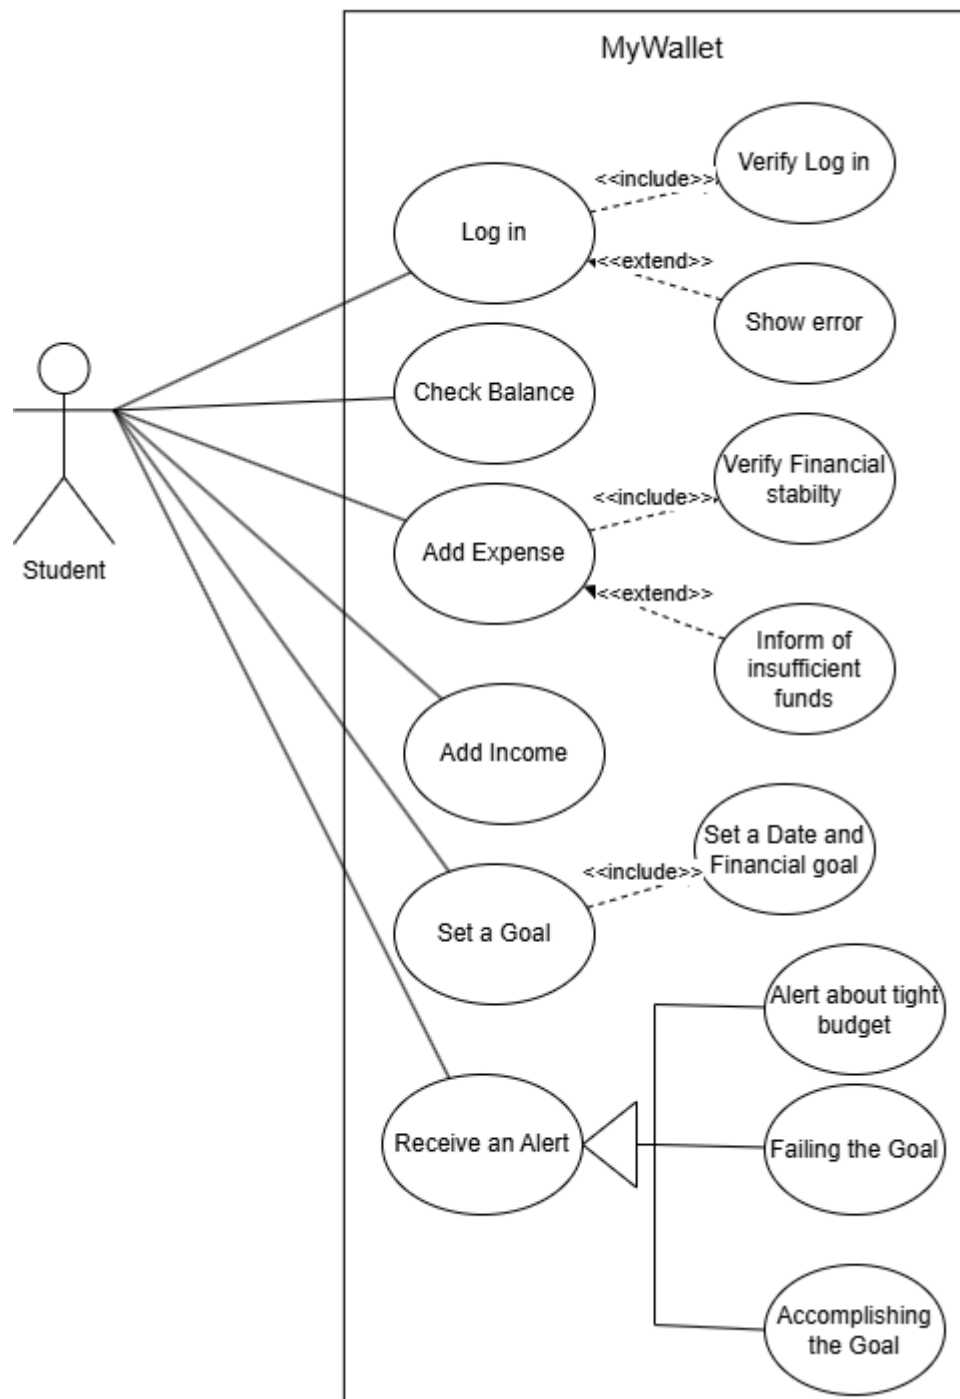 MyWallet
Verify Log in
<<include>>
Log in
<<extend>>
Show error
Check Balance
Verify Financial
stabilty
<<include>>
Add Expense
<<extend>>
Student
Inform of
insufficient
funds
Add Income
Set a Date and
Financial goal
<<include>>
Set a Goal
Alert about tight
budget
Receive an Alert
Failing the Goal
Accomplishing
the Goal